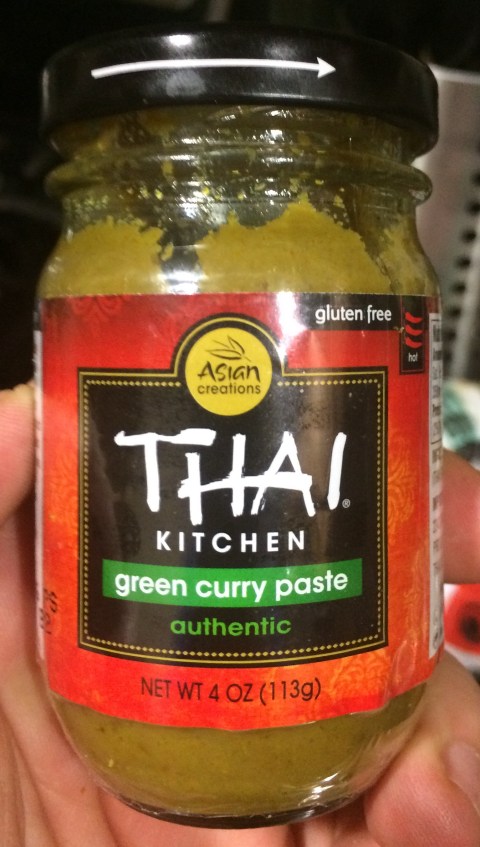 gluten free
hot
Asian
creations
THAI®
KITCHEN
green curry paste
authentic
NET WT 4 OZ (113g)